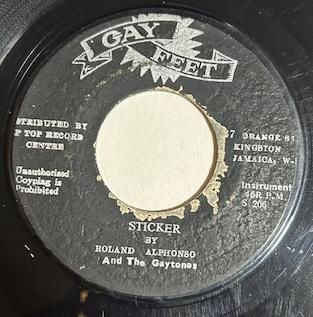 GAY
FEET
STRIBUTED BY
P TOP RECORD
CENTRE
7 ORANGE St
KINGSTON
JAMAICA, W-I
Unauthorised
Copying is
Prohibited
Instrument
45R.P.M.
S 206
STICKER
BY
ROLAND ALPHONSO
And The Gaytones